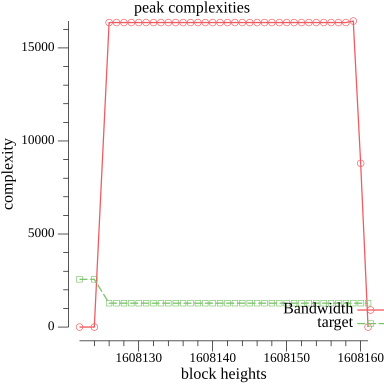 peak complexities
15000
10000
5000
0
complexity
Bandwidth
target
1608130 1608140 1608150 1608160
block heights